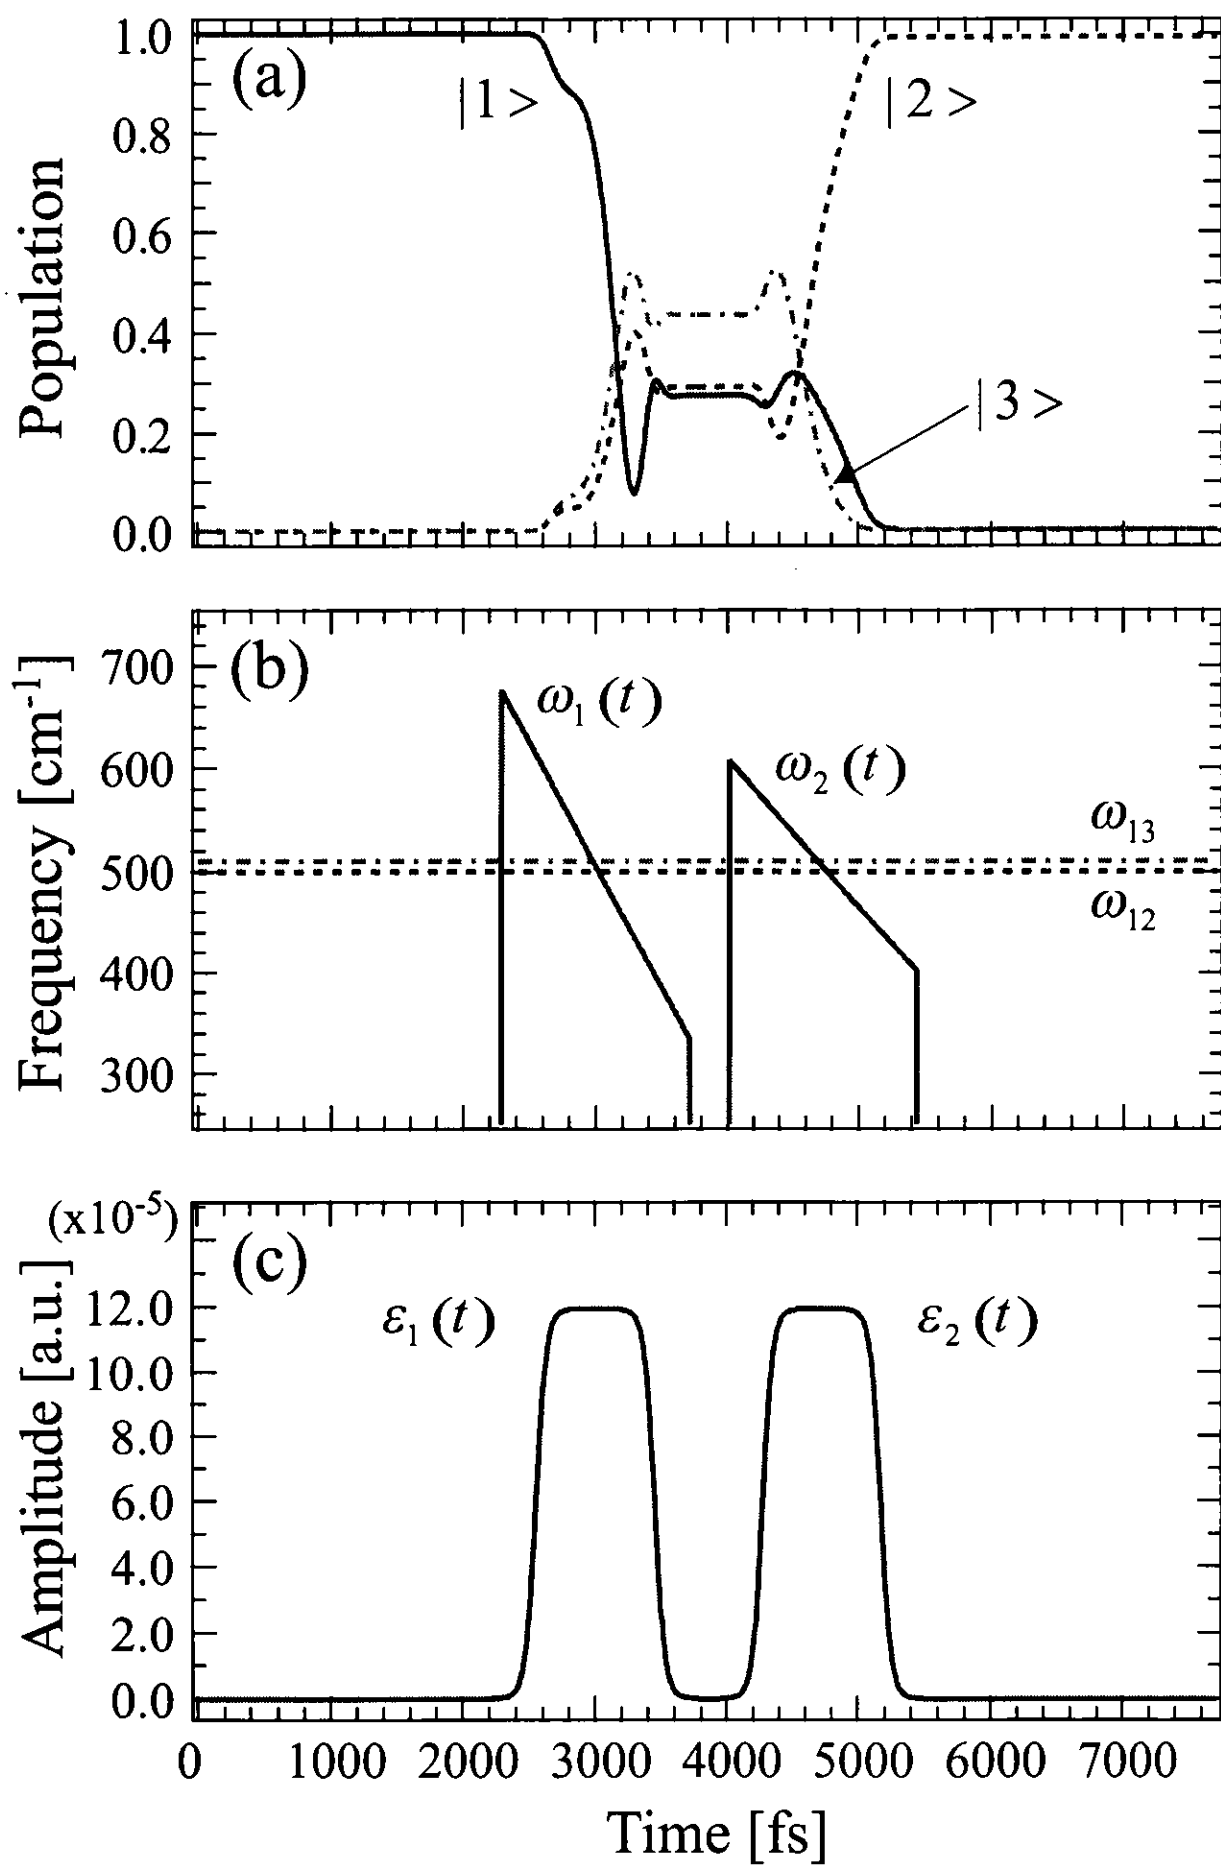 1.0
0.8
0.6
0.4
0.2
0.0
Population
(a)
|1>
|2>
|3>
700
600
500
400
300
Frequency [cm⁻¹]
(b)
ω₁(t)
ω₂(t)
ω₁₃
ω₁₂
(x10⁻⁵)
12.0
10.0
8.0
6.0
4.0
2.0
0.0
Amplitude [a.u.]
(c)
ε₁(t)
ε₂(t)
0 1000 2000 3000 4000 5000 6000 7000
Time [fs]